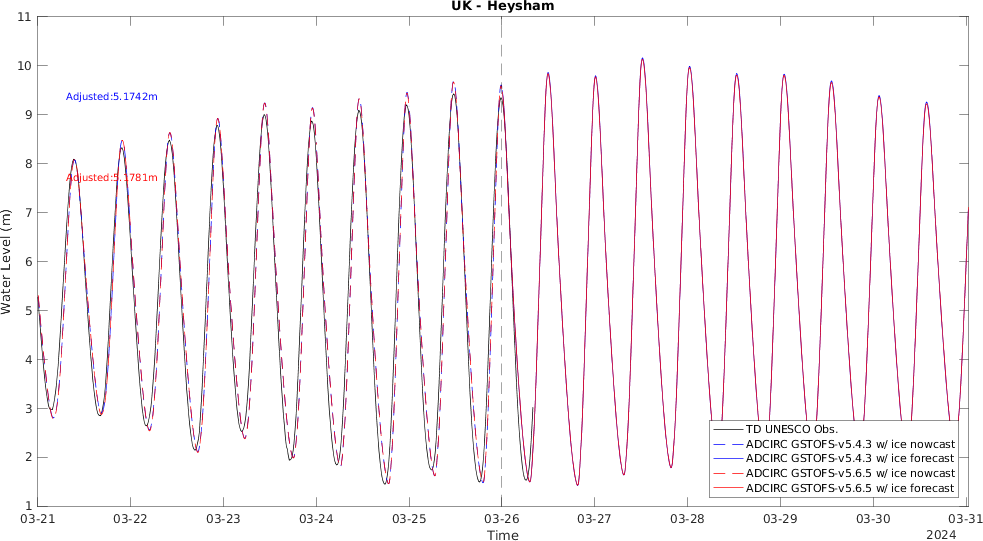 UK - Heysham
11
10
9
8
7
6
5
4
3
2
1
Water Level (m)
Adjusted:5.1742m
Adjusted:5.1781m
TD UNESCO Obs.
ADCIRC GSTOFS-v5.4.3 w/ ice nowcast
ADCIRC GSTOFS-v5.4.3 w/ ice forecast
ADCIRC GSTOFS-v5.6.5 w/ ice nowcast
ADCIRC GSTOFS-v5.6.5 w/ ice forecast
03-21 03-22 03-23 03-24 03-25 03-26 03-27 03-28 03-29 03-30 03-31
Time
2024